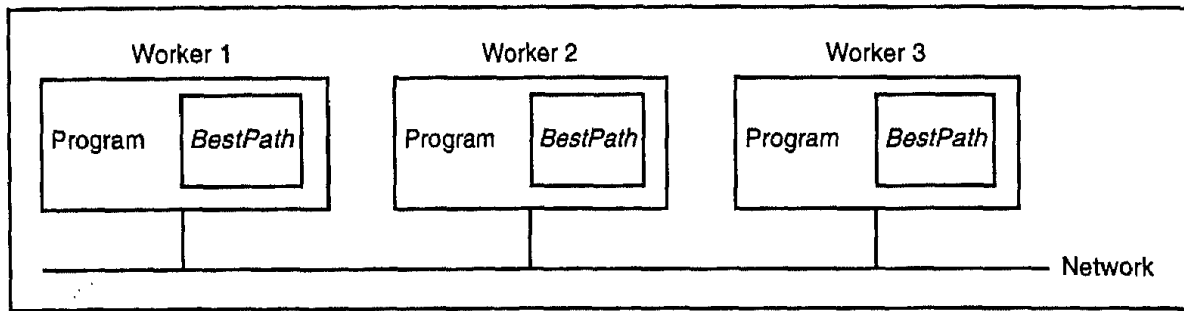 Worker 1 Worker 2 Worker 3
Program BestPath Program BestPath Program BestPath
Network